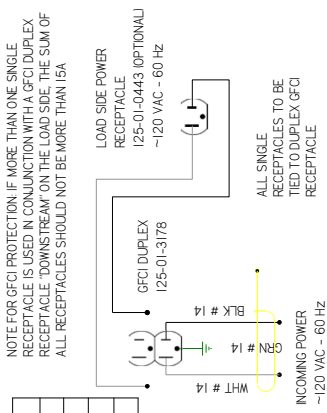 NOTE FOR GFCI PROTECTION: IF MORE THAN ONE SINGLE
RECEPTACLE IS USED IN CONJUNCTION WITH A GFCI DUPLEX
RECEPTACLE "DOWNSTREAM" ON THE LOAD SIDE, THE SUM OF
ALL RECEPTACLES SHOULD NOT BE MORE THAN 15A
LOAD SIDE POWER
RECEPTACLE
125-01-0443 (OPTIONAL)
~120 VAC - 60 Hz
GFCI DUPLEX
125-01-3178
ALL SINGLE
RECEPTACLES TO BE
TIED TO DUPLEX GFCI
RECEPTACLE
WHT # 14
GRN # 14
BLK # 14
INCOMING POWER
~120 VAC - 60 Hz